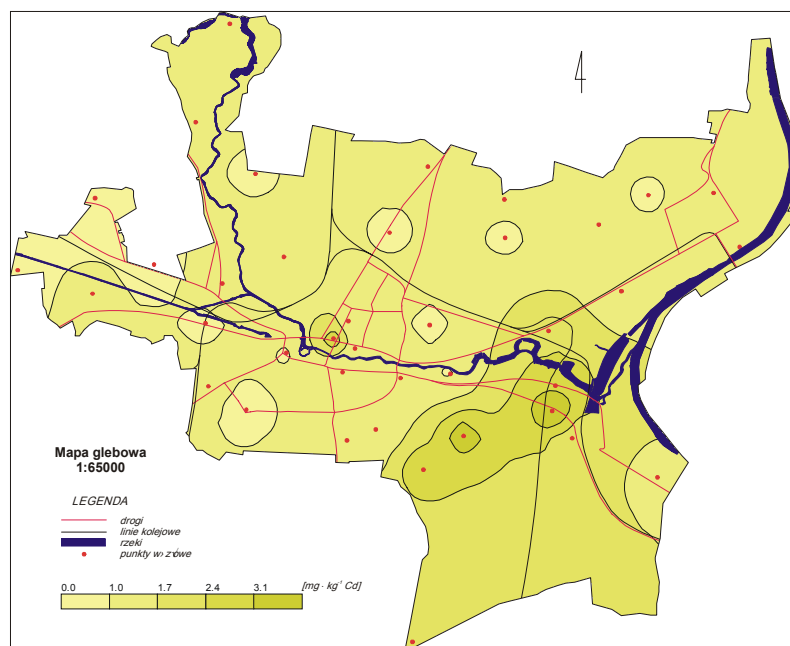 Mapa glebowa
1:65000
LEGENDA
drogi
linie kolejowe
rzeki
punkty
0.0 1.0 1.7 2.4 3.1 [mg · kg⁻¹ Cd]